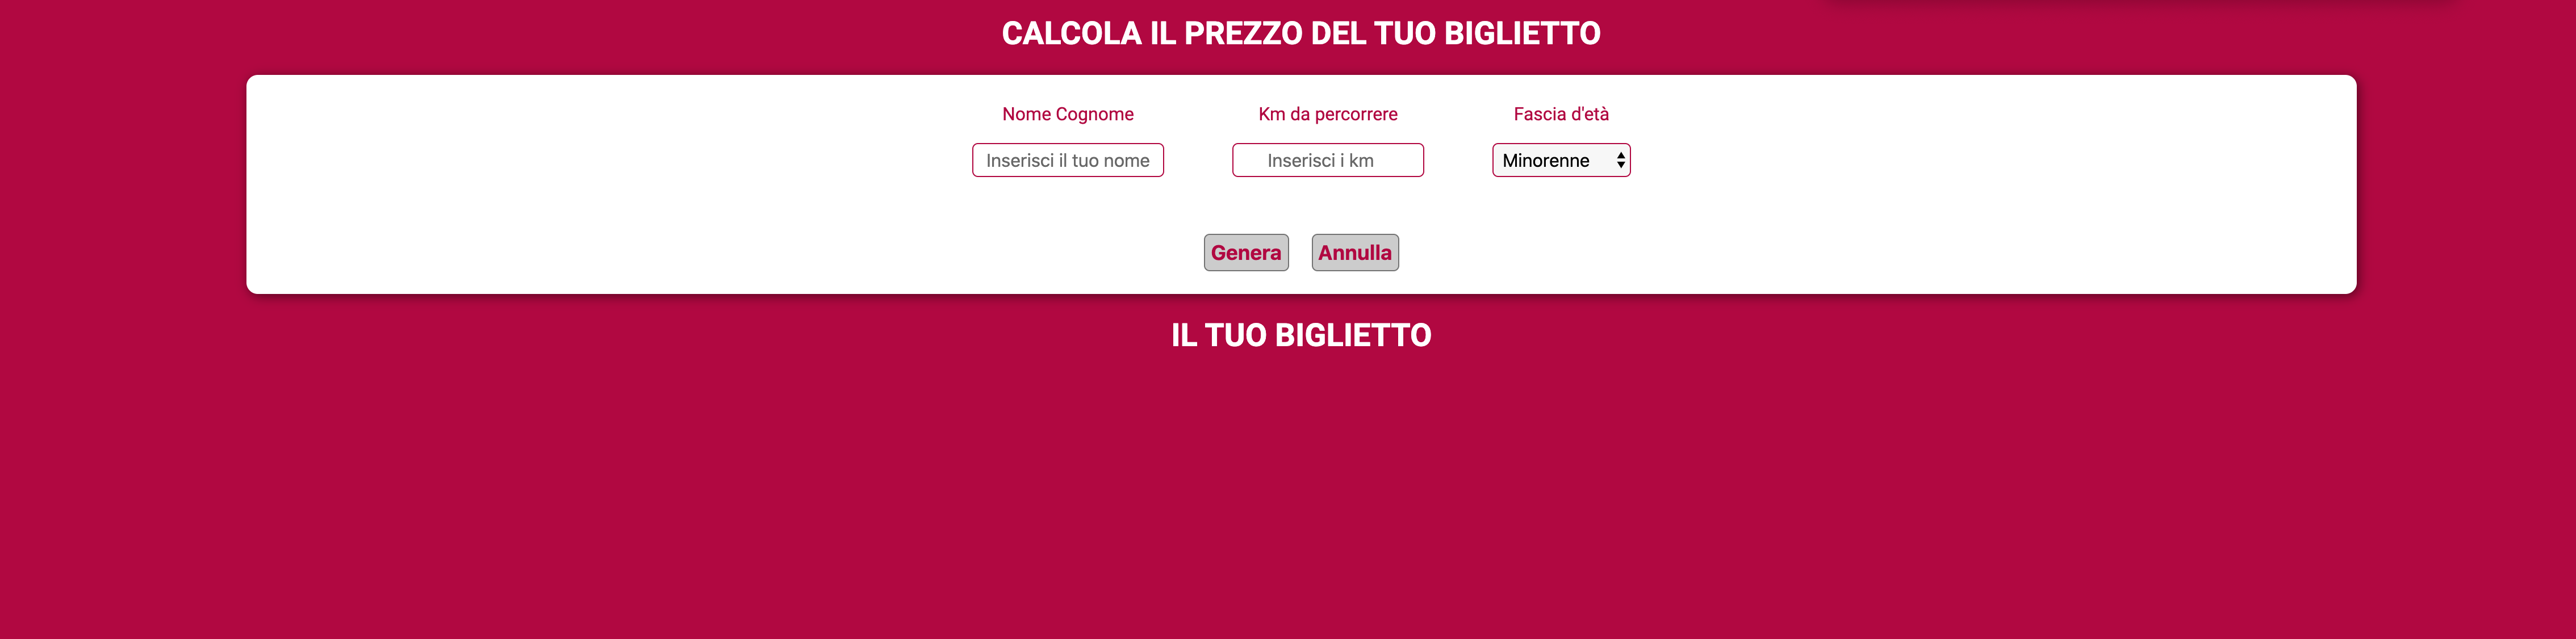 CALCOLA IL PREZZO DEL TUO BIGLIETTO
Nome Cognome Km da percorrere Fascia d'età
Inserisci il tuo nome Inserisci i km Minorenne
Genera Annulla
IL TUO BIGLIETTO